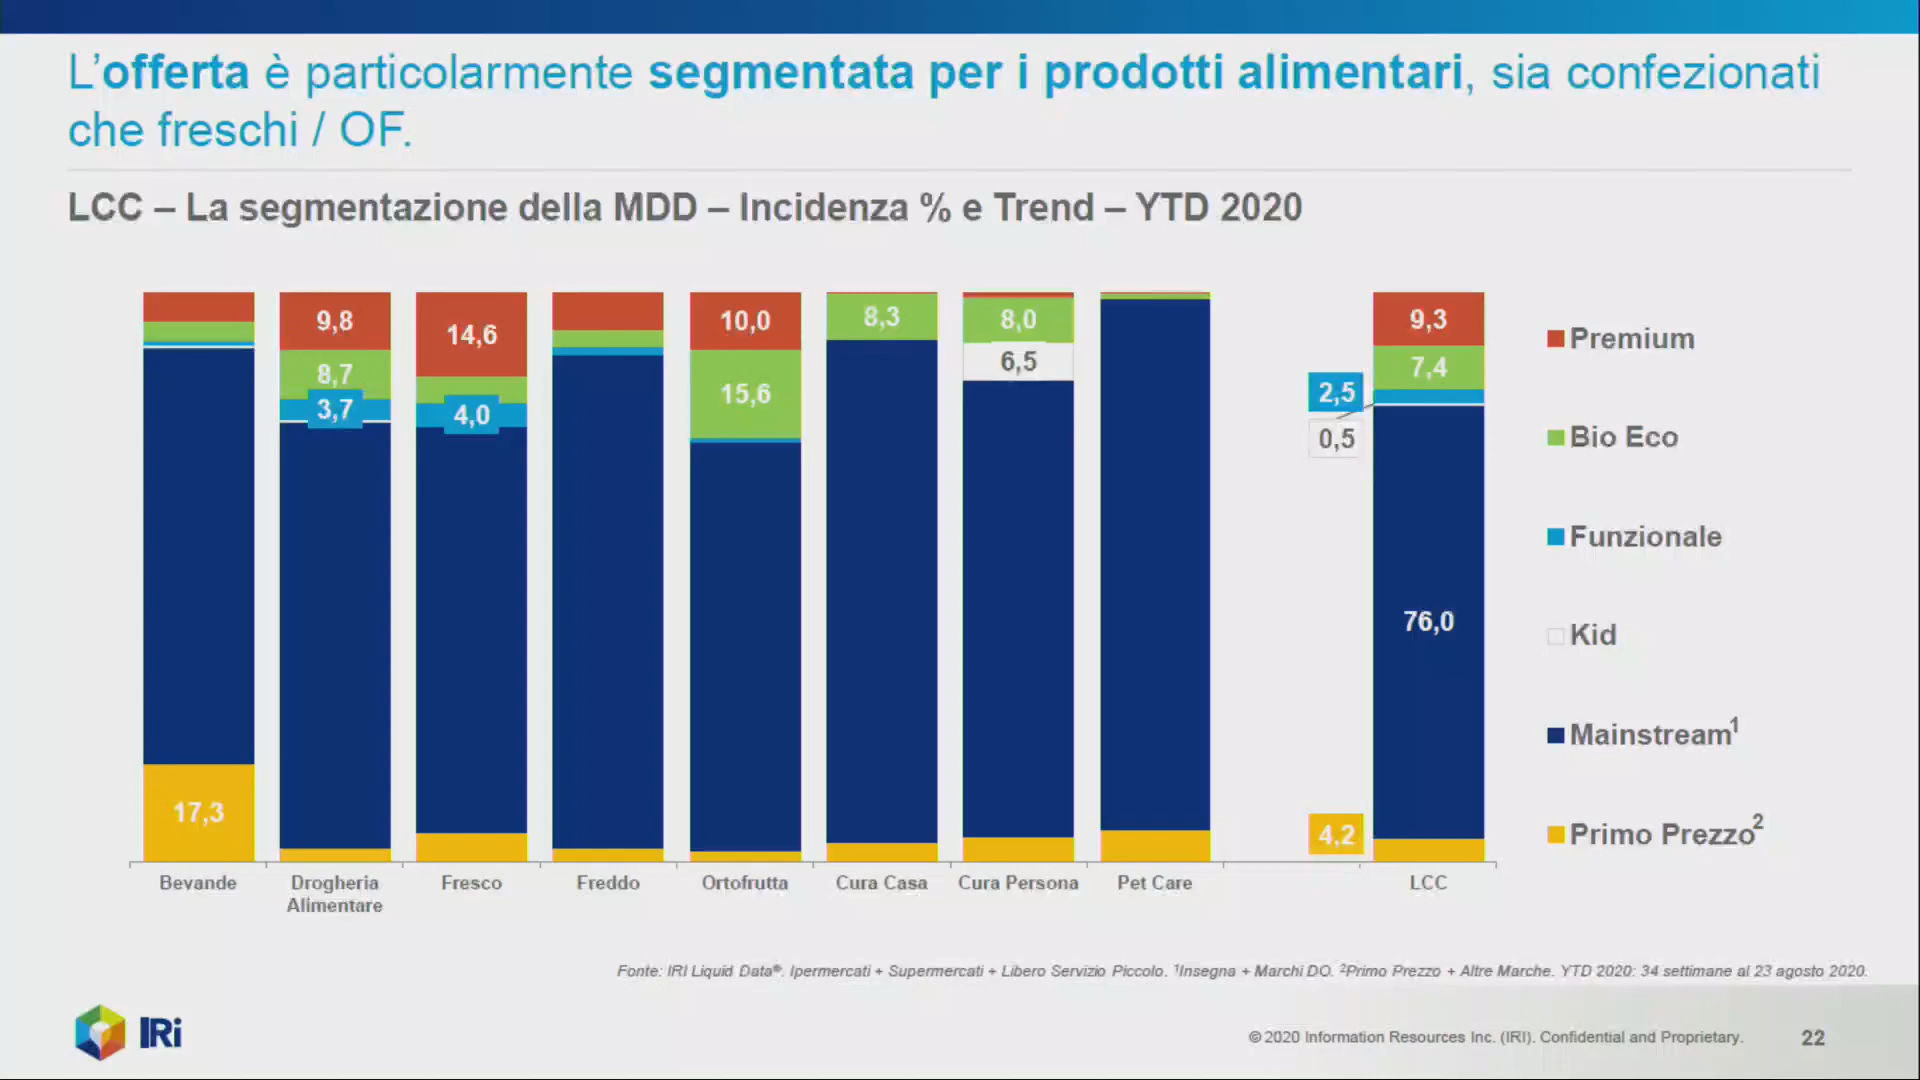 L’offerta è particolarmente segmentata per i prodotti alimentari, sia confezionati
che freschi / OF.
LCC – La segmentazione della MDD – Incidenza % e Trend – YTD 2020
9,8
14,6
10,0
8,3
8,0
9,3
8,7
3,7
4,0
15,6
6,5
7,4
2,5
0,5
76,0
17,3
4,2
Premium
Bio Eco
Funzionale
Kid
Mainstream¹
Primo Prezzo²
Bevande
Drogheria
Alimentare
Fresco
Freddo
Ortofrutta
Cura Casa
Cura Persona
Pet Care
LCC
Fonte: IRI Liquid Data®. Ipermercati + Supermercati + Libero Servizio Piccolo. ¹Insegna + Marchi DO. ²Primo Prezzo + Altre Marche. YTD 2020: 34 settimane al 23 agosto 2020.
IRi
© 2020 Information Resources Inc. (IRI). Confidential and Proprietary.
22